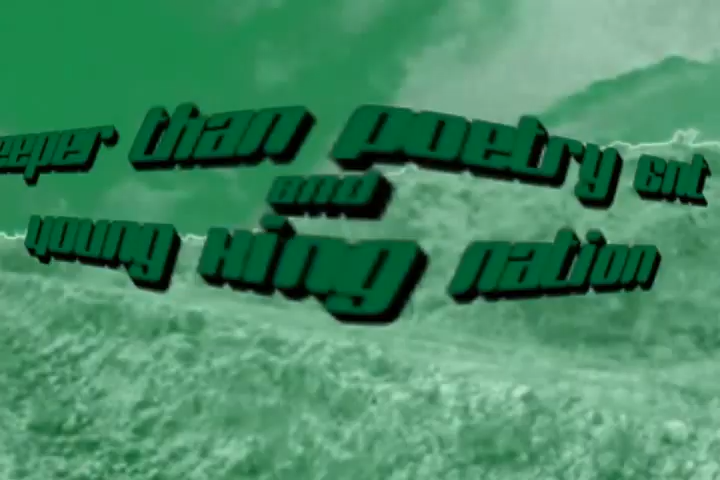 eeper than poetry ent
and
young king nation